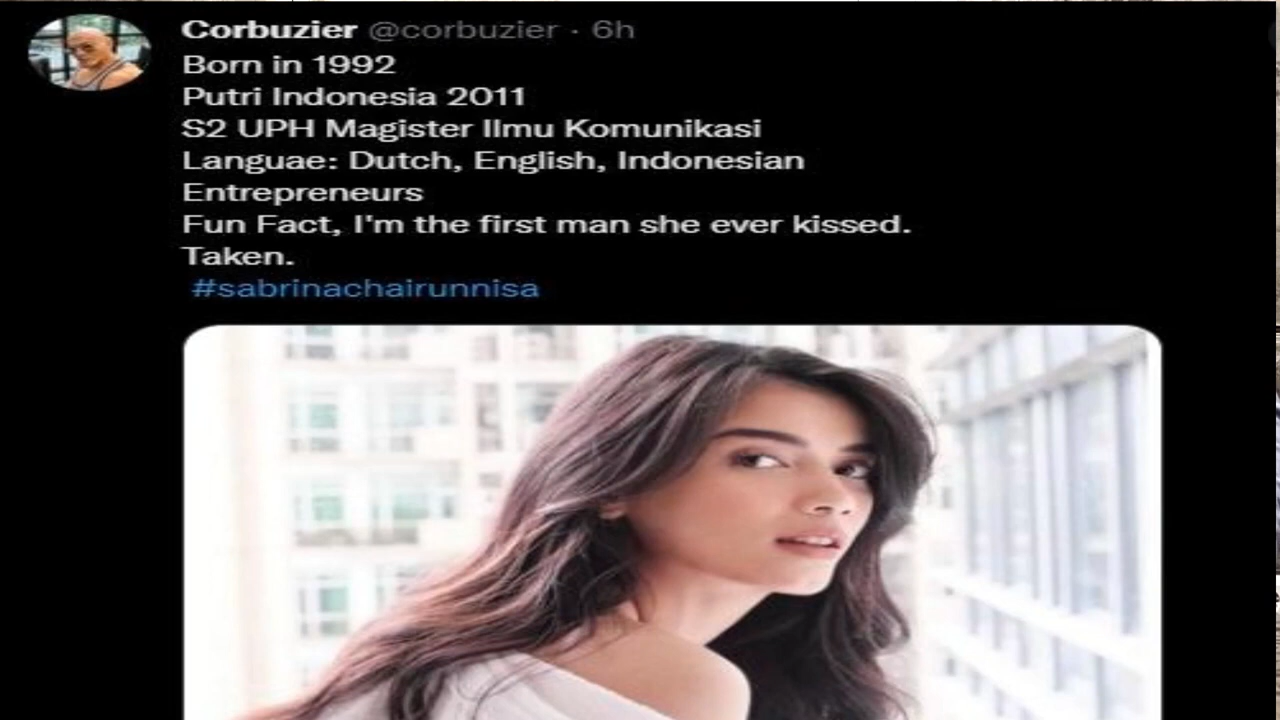 Corbuzier @corbuzier · 6h
Born in 1992
Putri Indonesia 2011
S2 UPH Magister Ilmu Komunikasi
Languae: Dutch, English, Indonesian
Entrepreneurs
Fun Fact, I'm the first man she ever kissed.
Taken.
#sabrinachairunnisa